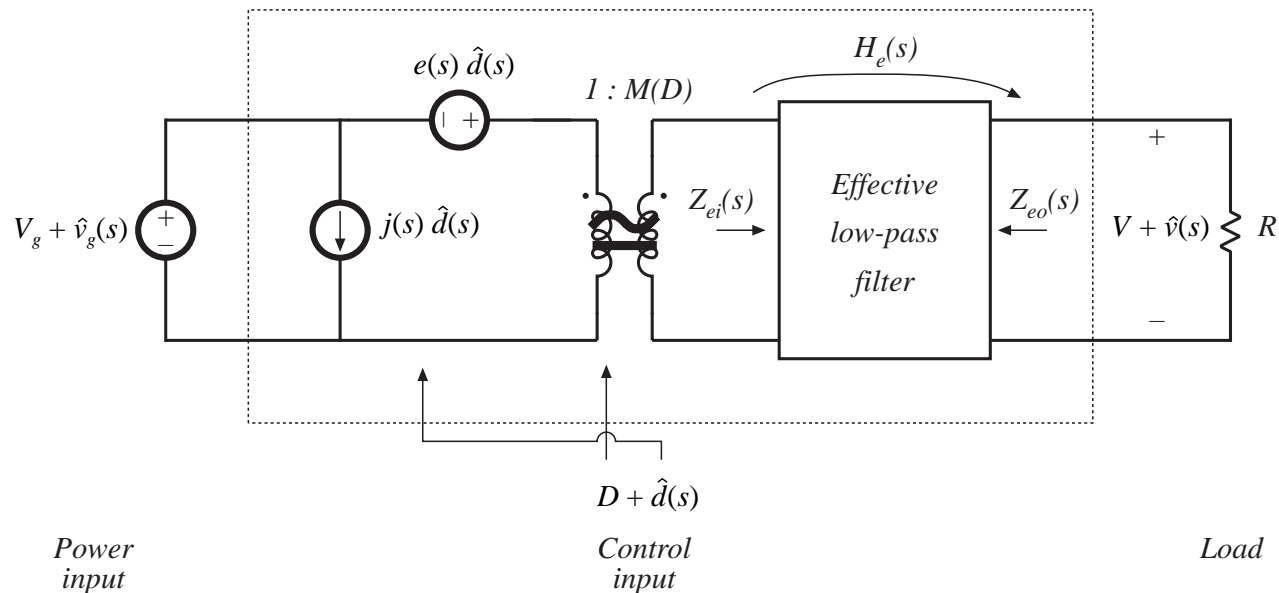 H_e(s)
e(s) d̂(s)
1 : M(D)
+
− +
Z_ei(s)
Effective
low-pass
filter
Z_eo(s)
V_g + v̂_g(s)
+
−
j(s) d̂(s)
V + v̂(s)
R
−
D + d̂(s)
Power
input
Control
input
Load